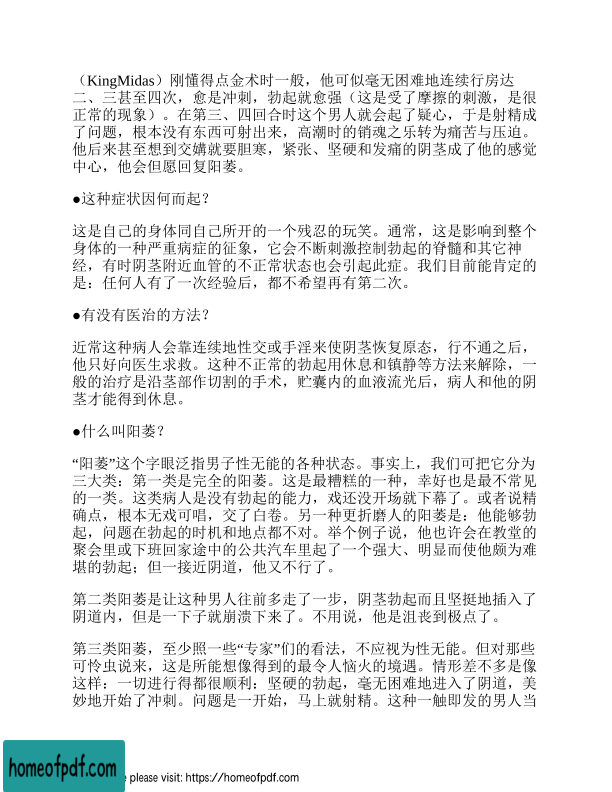 （KingMidas）刚懂得点金术时一般，他可似毫无困难地连续行房达
二、三甚至四次，愈是冲刺，勃起就愈强（这是受了摩擦的刺激，是很
正常的现象）。在第三、四回合时这个男人就会起了疑心，于是射精成
了问题，根本没有东西可射出来，高潮时的销魂之乐转为痛苦与压迫。
他后来甚至想到交媾就要胆寒，紧张、坚硬和发痛的阴茎成了他的感觉
中心，他会但愿回复阳萎。
●这种症状因何而起？
这是自己的身体同自己所开的一个残忍的玩笑。通常，这是影响到整个
身体的一种严重病症的征象，它会不断刺激控制勃起的脊髓和其它神
经，有时阴茎附近血管的不正常状态也会引起此症。我们目前能肯定的
是：任何人有了一次经验后，都不希望再有第二次。
●有没有医治的方法？
近常这种病人会靠连续地性交或手淫来使阴茎恢复原态，行不通之后，
他只好向医生求救。这种不正常的勃起用休息和镇静等方法来解除，一
般的治疗是沿茎部作切割的手术，贮囊内的血液流光后，病人和他的阴
茎才能得到休息。
●什么叫阳萎？
“阳萎”这个字眼泛指男子性无能的各种状态。事实上，我们可把它分为
三大类：第一类是完全的阳萎。这是最糟糕的一种，幸好也是最不常见
的一类。这类病人是没有勃起的能力，戏还没开场就下幕了。或者说精
确点，根本无戏可唱，交了白卷。另一种更折磨人的阳萎是：他能够勃
起，问题在勃起的时机和地点都不对。举个例子说，他也许会在教堂的
聚会里或下班回家途中的公共汽车里起了一个强大、明显而使他颇为难
堪的勃起；但一接近阴道，他又不行了。
第二类阳萎是让这种男人往前多走了一步，阴茎勃起而且坚挺地插入了
阴道内，但是一下子就崩溃下来了。不用说，他是沮丧到极点了。
第三类阳萎，至少照一些“专家”们的看法，不应视为性无能。但对那些
可怜虫说来，这是所能想像得到的最令人恼火的境遇。情形差不多是像
这样：一切进行得都很顺利：坚硬的勃起，毫无困难地进入了阴道，美
妙地开始了冲刺。问题是一开始，马上就射精。这种一触即发的男人当
homeofpdf.com
please visit: https://homeofpdf.com